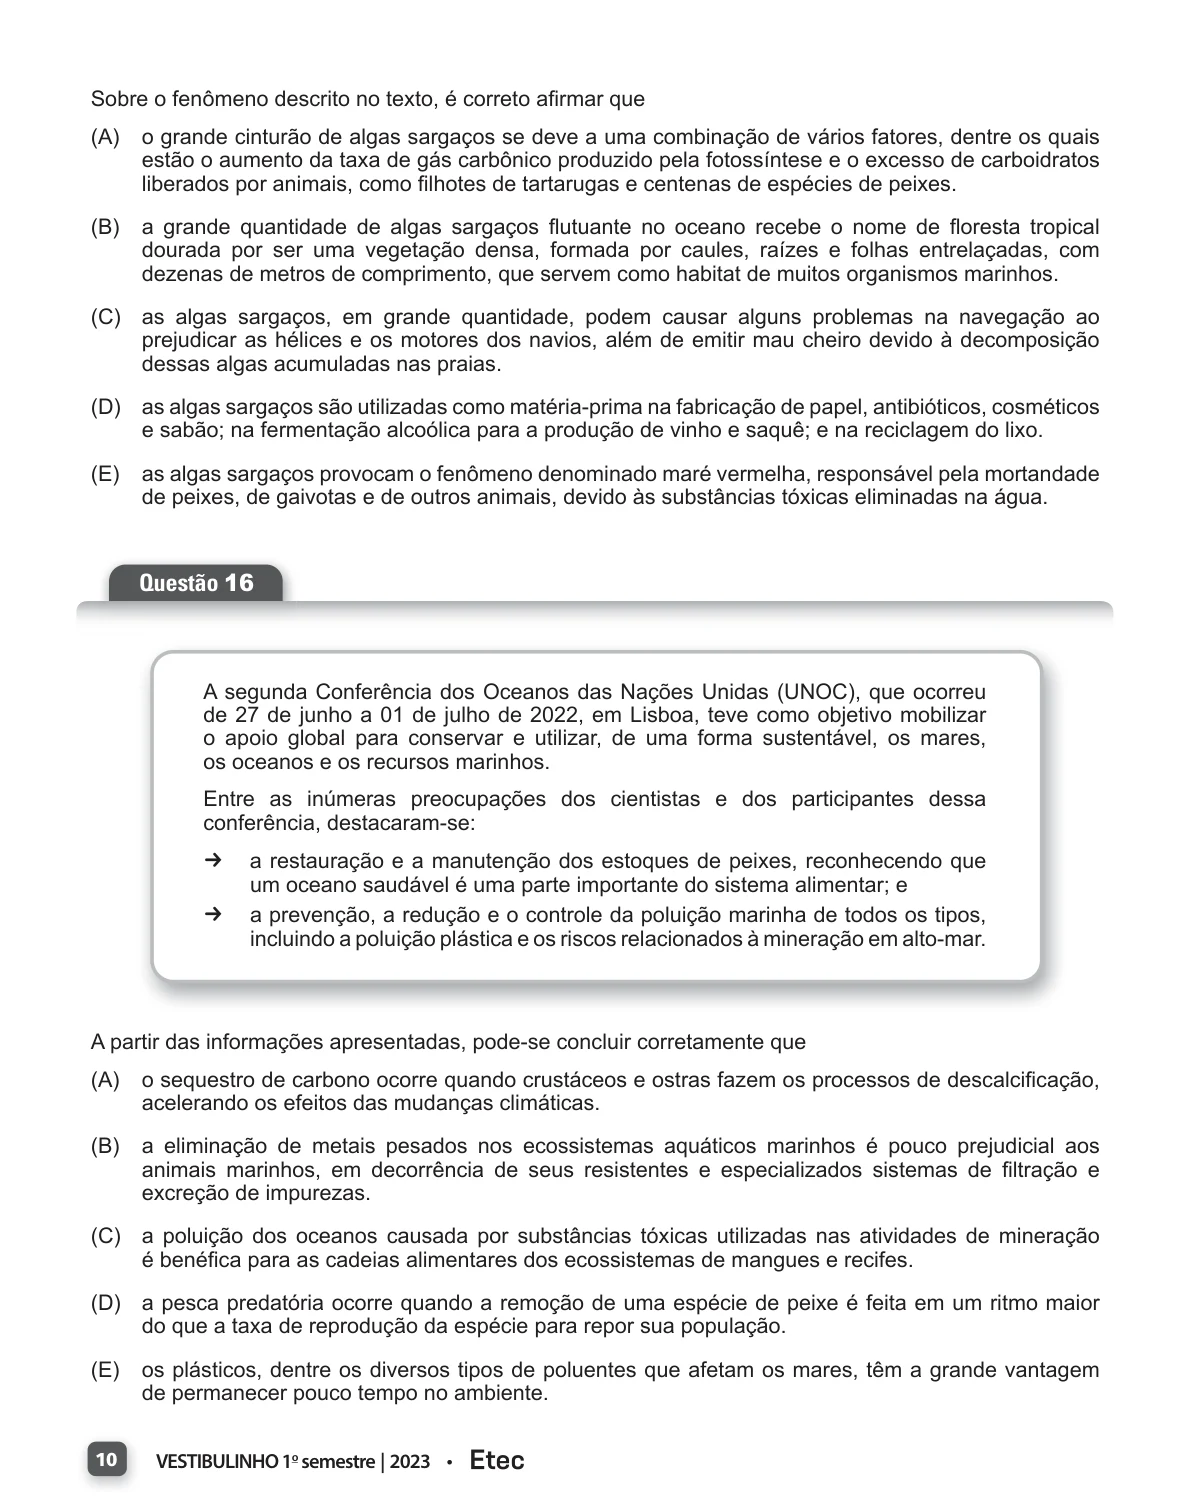 Sobre o fenômeno descrito no texto, é correto afirmar que
(A) o grande cinturão de algas sargaços se deve a uma combinação de vários fatores, dentre os quais
estão o aumento da taxa de gás carbônico produzido pela fotossíntese e o excesso de carboidratos
liberados por animais, como filhotes de tartarugas e centenas de espécies de peixes.
(B) a grande quantidade de algas sargaços flutuante no oceano recebe o nome de floresta tropical
dourada por ser uma vegetação densa, formada por caules, raízes e folhas entrelaçadas, com
dezenas de metros de comprimento, que servem como habitat de muitos organismos marinhos.
(C) as algas sargaços, em grande quantidade, podem causar alguns problemas na navegação ao
prejudicar as hélices e os motores dos navios, além de emitir mau cheiro devido à decomposição
dessas algas acumuladas nas praias.
(D) as algas sargaços são utilizadas como matéria-prima na fabricação de papel, antibióticos, cosméticos
e sabão; na fermentação alcoólica para a produção de vinho e saquê; e na reciclagem do lixo.
(E) as algas sargaços provocam o fenômeno denominado maré vermelha, responsável pela mortandade
de peixes, de gaivotas e de outros animais, devido às substâncias tóxicas eliminadas na água.
Questão 16
A segunda Conferência dos Oceanos das Nações Unidas (UNOC), que ocorreu
de 27 de junho a 01 de julho de 2022, em Lisboa, teve como objetivo mobilizar
o apoio global para conservar e utilizar, de uma forma sustentável, os mares,
os oceanos e os recursos marinhos.
Entre as inúmeras preocupações dos cientistas e dos participantes dessa
conferência, destacaram-se:
→ a restauração e a manutenção dos estoques de peixes, reconhecendo que
um oceano saudável é uma parte importante do sistema alimentar; e
→ a prevenção, a redução e o controle da poluição marinha de todos os tipos,
incluindo a poluição plástica e os riscos relacionados à mineração em alto-mar.
A partir das informações apresentadas, pode-se concluir corretamente que
(A) o sequestro de carbono ocorre quando crustáceos e ostras fazem os processos de descalcificação,
acelerando os efeitos das mudanças climáticas.
(B) a eliminação de metais pesados nos ecossistemas aquáticos marinhos é pouco prejudicial aos
animais marinhos, em decorrência de seus resistentes e especializados sistemas de filtração e
excreção de impurezas.
(C) a poluição dos oceanos causada por substâncias tóxicas utilizadas nas atividades de mineração
é benéfica para as cadeias alimentares dos ecossistemas de mangues e recifes.
(D) a pesca predatória ocorre quando a remoção de uma espécie de peixe é feita em um ritmo maior
do que a taxa de reprodução da espécie para repor sua população.
(E) os plásticos, dentre os diversos tipos de poluentes que afetam os mares, têm a grande vantagem
de permanecer pouco tempo no ambiente.
10 VESTIBULINHO 1º semestre | 2023 • Etec